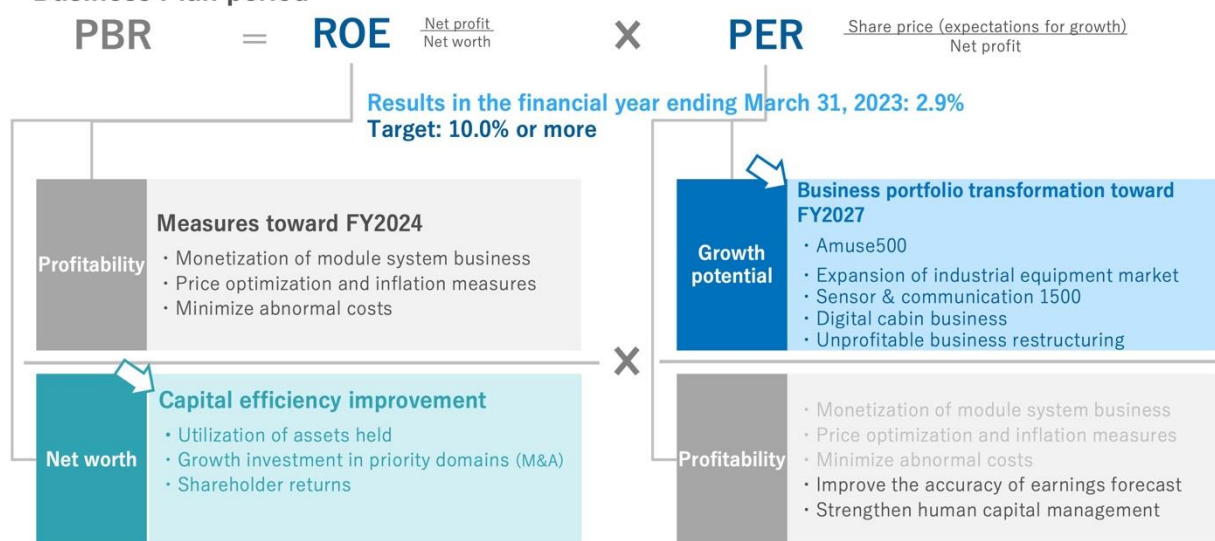 PBR = ROE Net profit / Net worth × PER Share price (expectations for growth) / Net profit
Results in the financial year ending March 31, 2023: 2.9%
Target: 10.0% or more
Profitability
Measures toward FY2024
・Monetization of module system business
・Price optimization and inflation measures
・Minimize abnormal costs
Net worth
Capital efficiency improvement
・Utilization of assets held
・Growth investment in priority domains (M&A)
・Shareholder returns
×
Growth
potential
Business portfolio transformation toward
FY2027
・Amuse500
・Expansion of industrial equipment market
・Sensor & communication 1500
・Digital cabin business
・Unprofitable business restructuring
Profitability
・Monetization of module system business
・Price optimization and inflation measures
・Minimize abnormal costs
・Improve the accuracy of earnings forecast
・Strengthen human capital management